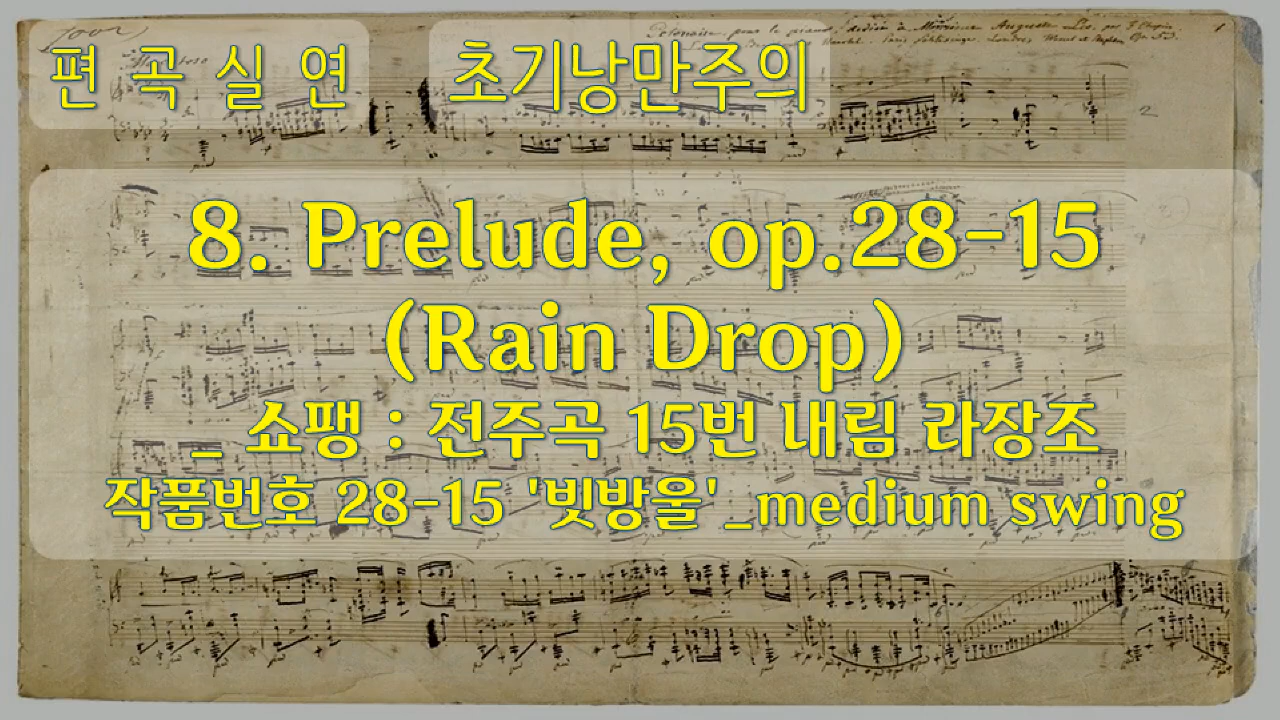 편 곡 실 연
초기낭만주의
8. Prelude, op.28-15
(Rain Drop)
_ 쇼팽 : 전주곡 15번 내림 라장조
작품번호 28-15 '빗방울' _medium swing